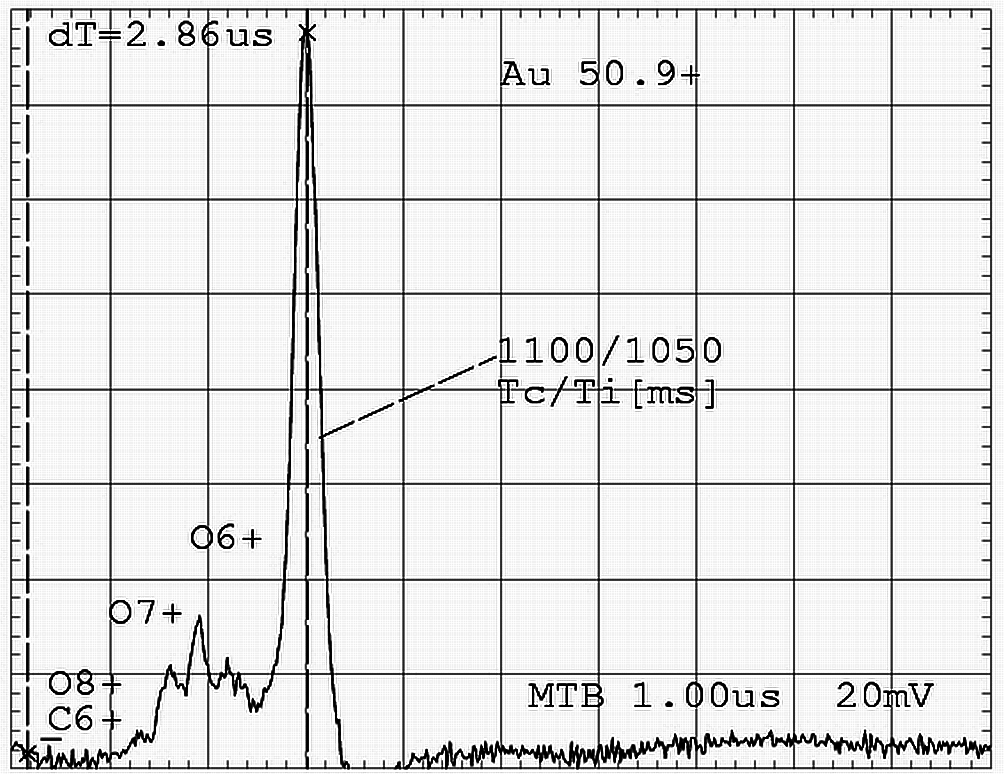 dT=2.86us
Au 50.9+
1100/1050
Tc/Ti[ms]
O6+
O7+
O8+
C6+
MTB 1.00us 20mV